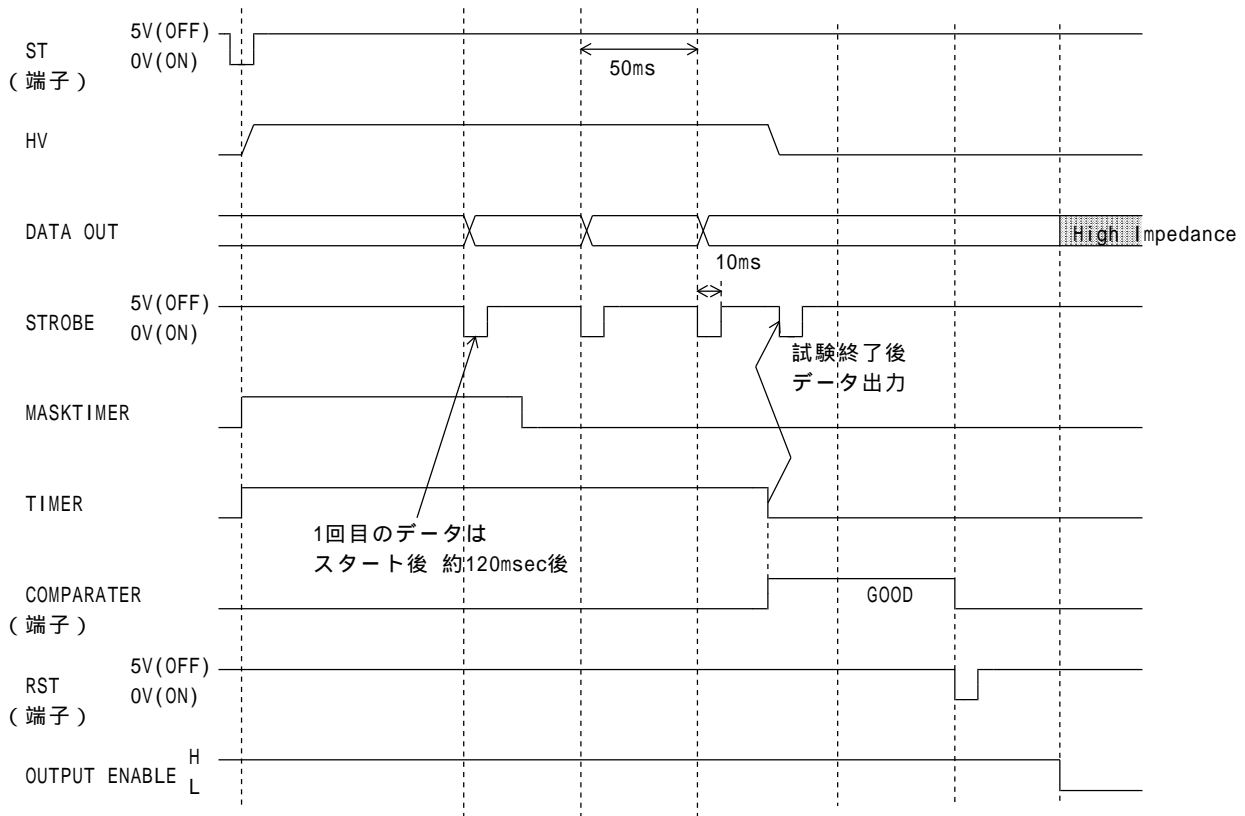 ST
（端子）
5V(OFF)
0V(ON)
50ms
HV
DATA OUT
High Impedance
10ms
STROBE
5V(OFF)
0V(ON)
試験終了後
データ出力
MASKTIMER
TIMER
1回目のデータは
スタート後 約120msec後
COMPARATER
（端子）
GOOD
RST
（端子）
5V(OFF)
0V(ON)
OUTPUT ENABLE
H
L